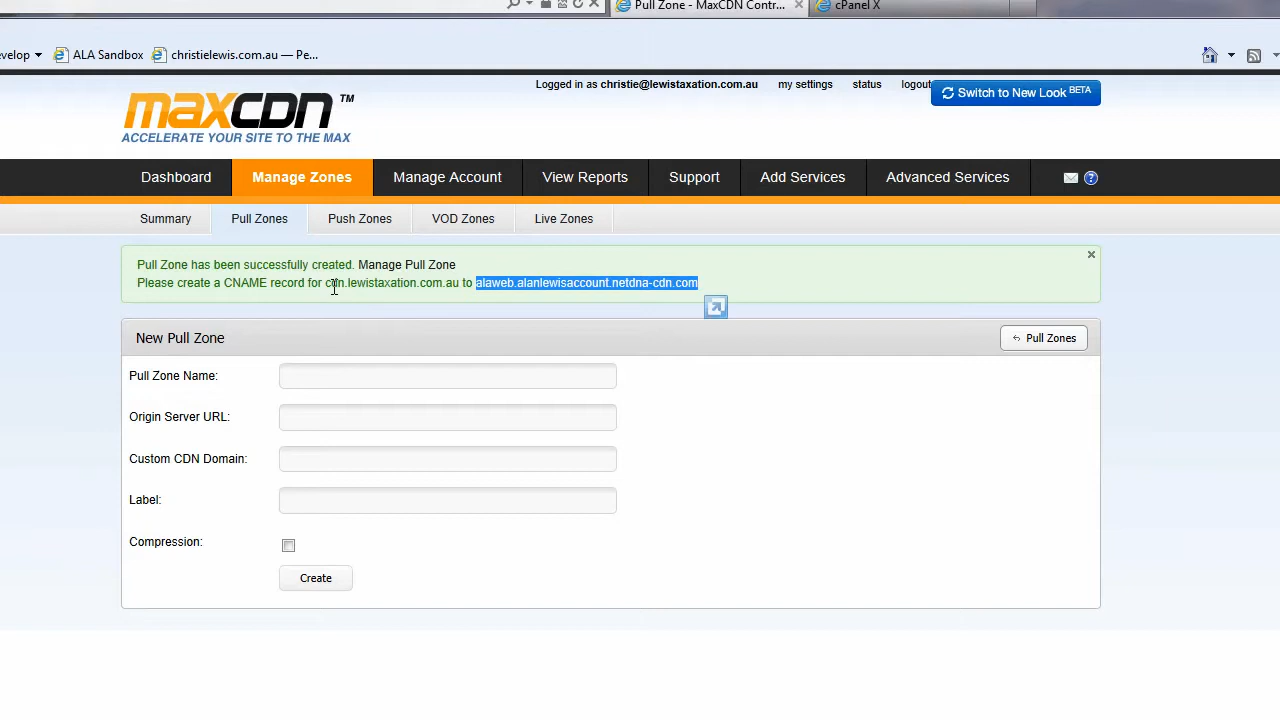 Pull Zone - MaxCDN Contr...
cPanel X
evelop
ALA Sandbox
christielewis.com.au — Pe...
Logged in as christie@lewistaxation.com.au
my settings
status
logout
Switch to New Look BETA
maxcdn TM
ACCELERATE YOUR SITE TO THE MAX
Dashboard
Manage Zones
Manage Account
View Reports
Support
Add Services
Advanced Services
Summary
Pull Zones
Push Zones
VOD Zones
Live Zones
Pull Zone has been successfully created. Manage Pull Zone
Please create a CNAME record for cdn.lewistaxation.com.au to alaweb.alanlewisaccount.netdna-cdn.com
New Pull Zone
Pull Zones
Pull Zone Name:
Origin Server URL:
Custom CDN Domain:
Label:
Compression:
Create